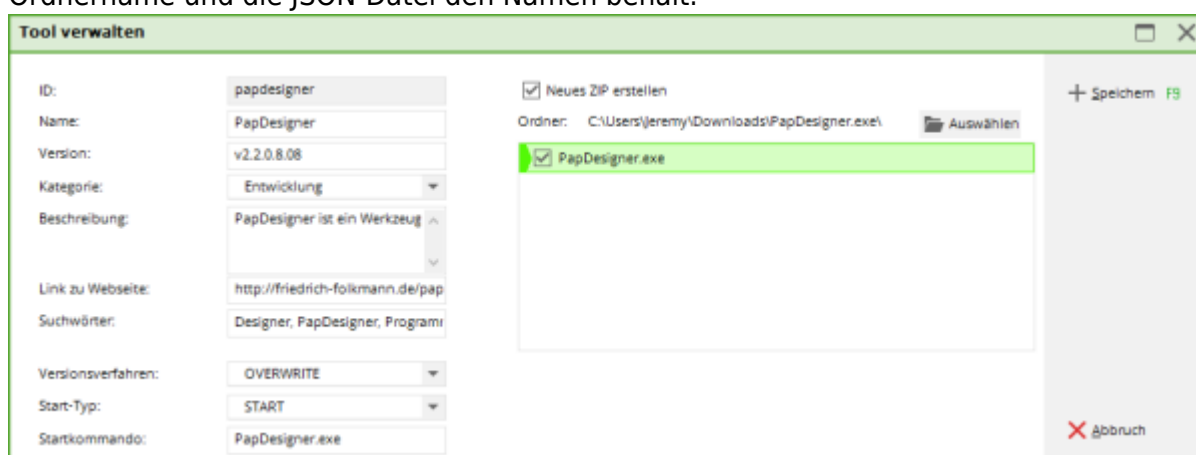 Ordnername und die JSON-Datei den Namen behält.
Tool verwalten
ID: papdesigner
Name: PapDesigner
Version: v2.2.0.8.08
Kategorie: Entwicklung
Beschreibung: PapDesigner ist ein Werkzeug
Link zu Webseite: http://friedrich-folkmann.de/pap
Suchwörter: Designer, PapDesigner, Program
Versionsverfahren: OVERWRITE
Start-Typ: START
Startkommando: PapDesigner.exe
Neues ZIP erstellen
Ordner: C:\Users\Jeremy\Downloads\PapDesigner.exe\ Auswählen
PapDesigner.exe
Speichern F9
Abbruch